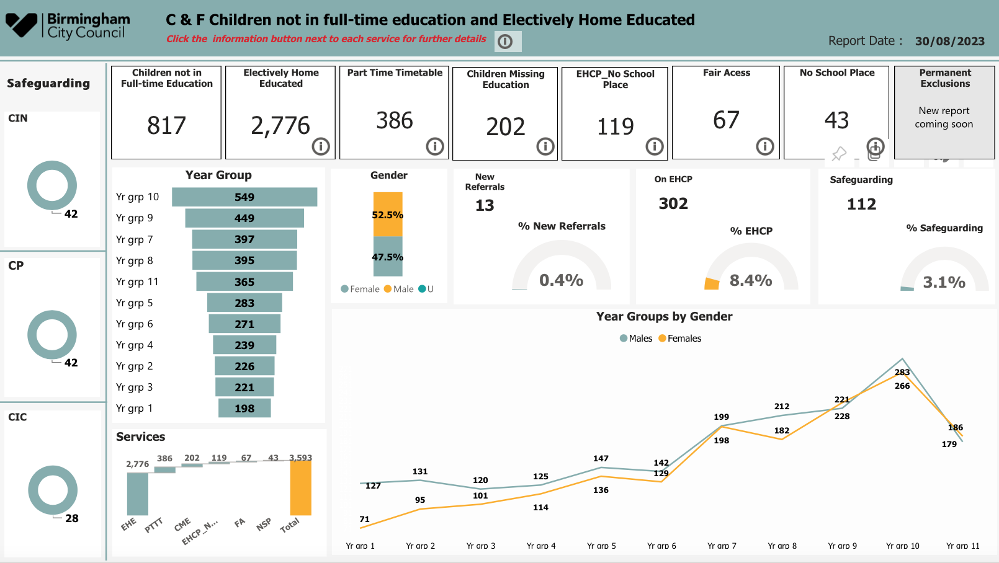 Birmingham
City Council
C & F Children not in full-time education and Electively Home Educated
Click the  information button next to each service for further details
Report Date :  30/08/2023
Safeguarding
CIN
42
CP
42
CIC
28
Children not in
Full-time Education
817
Electively Home
Educated
2,776
Part Time Timetable
386
Children Missing
Education
202
EHCP_No School
Place
119
Fair Acess
67
No School Place
43
Permanent
Exclusions
New report
coming soon
Year Group
Yr grp 10 549
Yr grp 9 449
Yr grp 7 397
Yr grp 8 395
Yr grp 11 365
Yr grp 5 283
Yr grp 6 271
Yr grp 4 239
Yr grp 2 226
Yr grp 3 221
Yr grp 1 198
Gender
52.5%
47.5%
Female Male U
New
Referrals
13
% New Referrals
0.4%
On EHCP
302
% EHCP
8.4%
Safeguarding
112
% Safeguarding
3.1%
Services
2,776 386 202 119 67 43 3,593
EHE PTTT CME EHCP_N... FA NSP Total
Year Groups by Gender
Males Females
127 131 120 125 147 142 199 212 221 283 179
71 95 101 114 136 129 198 182 228 266 186
Yr grp 1 Yr grp 2 Yr grp 3 Yr grp 4 Yr grp 5 Yr grp 6 Yr grp 7 Yr grp 8 Yr grp 9 Yr grp 10 Yr grp 11